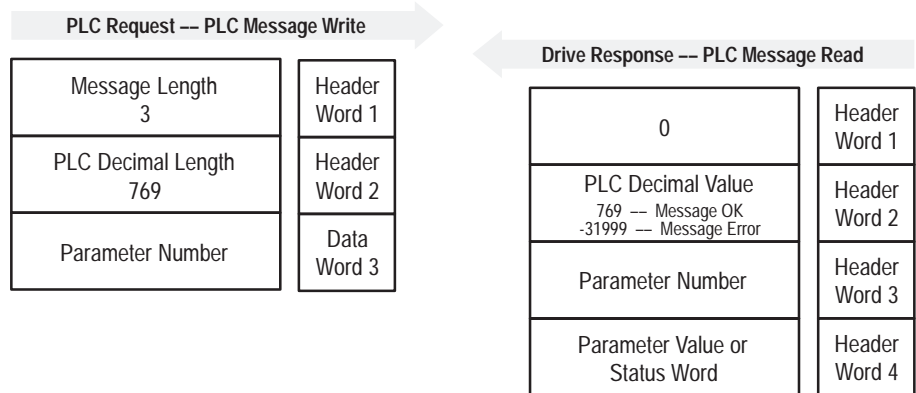 PLC Request –– PLC Message Write
Message Length
3
Header
Word 1
PLC Decimal Length
769
Header
Word 2
Parameter Number
Data
Word 3
Drive Response –– PLC Message Read
0
Header
Word 1
PLC Decimal Value
769 –– Message OK
-31999 –– Message Error
Header
Word 2
Parameter Number
Header
Word 3
Parameter Value or
Status Word
Header
Word 4